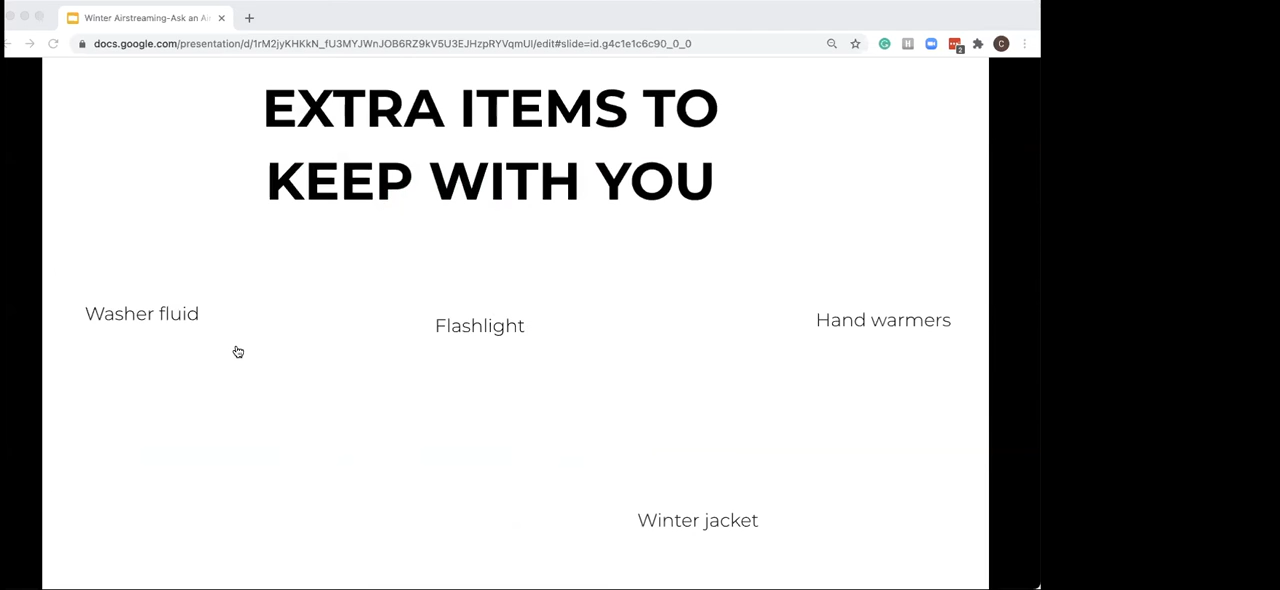 Winter Airstreaming-Ask an Ai
docs.google.com/presentation/d/1rM2jyKHKkN_fU3MYJWnJOB6RZ9kV5U3EJHzpRYVqmUI/edit#slide=id.g4c1e1c6c90_0_0
H
2
C
EXTRA ITEMS TO
KEEP WITH YOU
Washer fluid
Flashlight
Hand warmers
Winter jacket